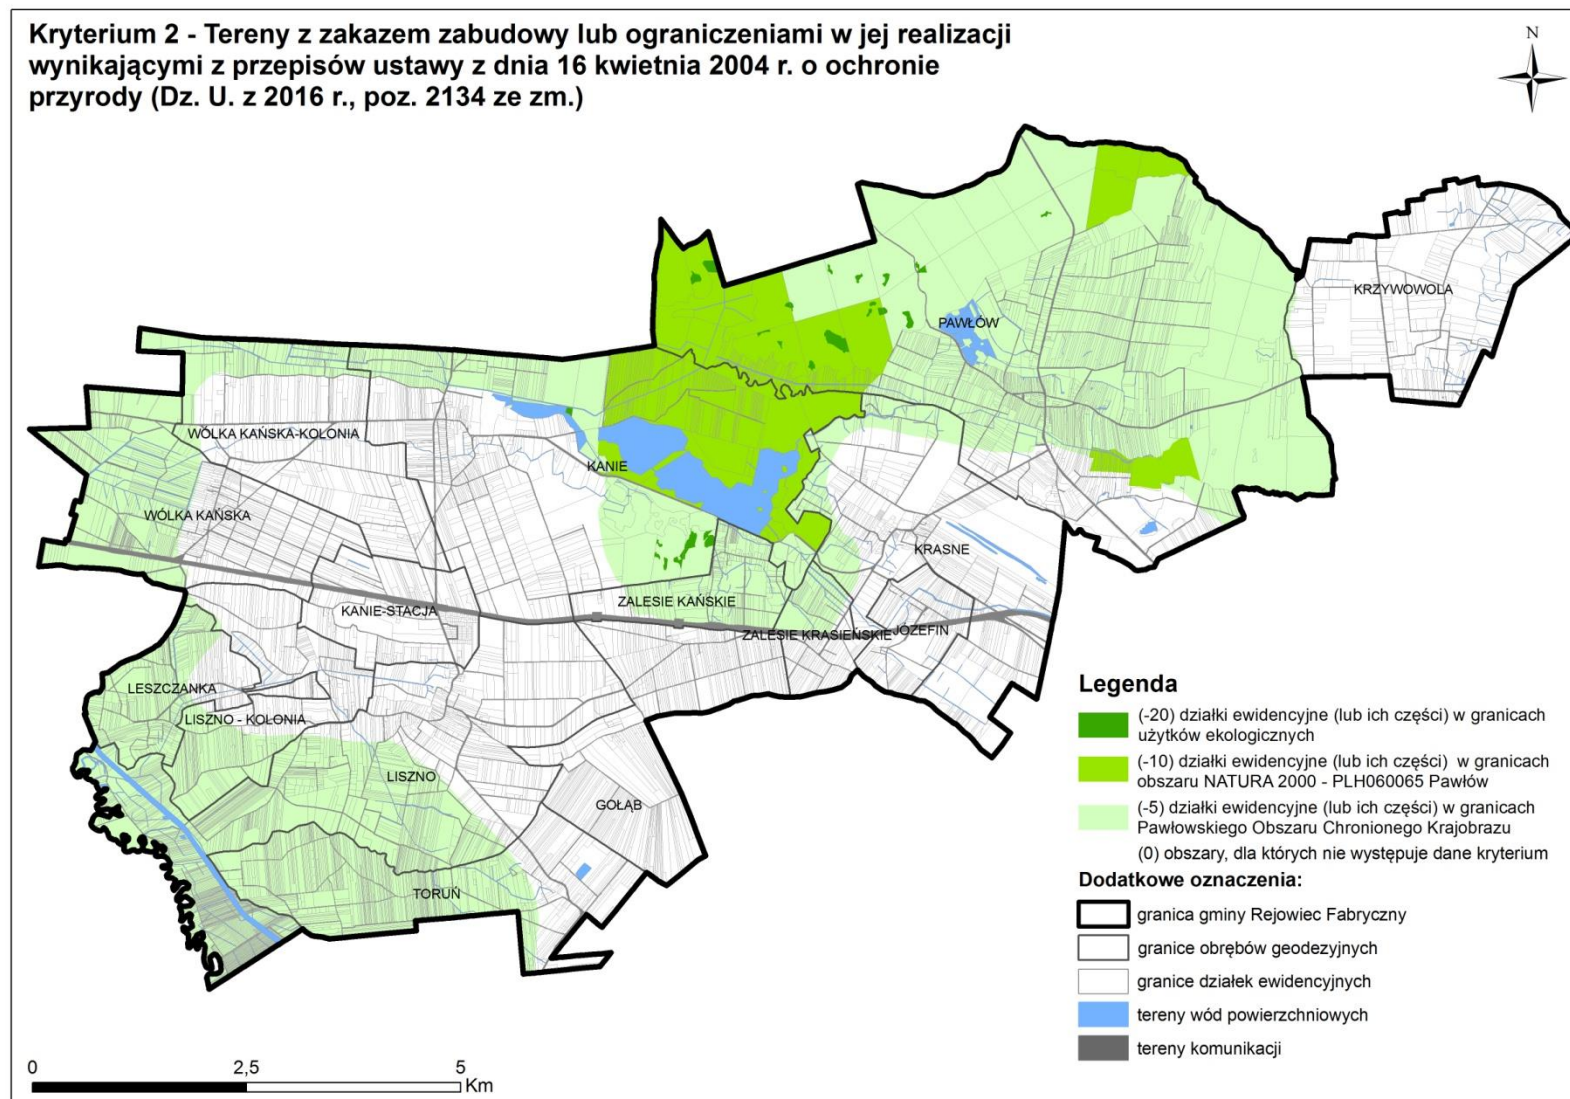 Kryterium 2 - Tereny z zakazem zabudowy lub ograniczeniami w jej realizacji
wynikającymi z przepisów ustawy z dnia 16 kwietnia 2004 r. o ochronie
przyrody (Dz. U. z 2016 r., poz. 2134 ze zm.)
N
KRZYWOWOLA
PAWŁÓW
WÓLKA KAŃSKA-KOLONIA
KANIE
WÓLKA KAŃSKA
KRASNE
ZALESIE KAŃSKIE
KANIE-STACJA
JÓZEFIN
ZALESIE KRASIEŃSKIE
LESZCZANKA
LISZNO - KOLONIA
LISZNO
GOŁĄB
TORUŃ
Legenda
(-20) działki ewidencyjne (lub ich części) w granicach
użytków ekologicznych
(-10) działki ewidencyjne (lub ich części) w granicach
obszaru NATURA 2000 - PLH060065 Pawłów
(-5) działki ewidencyjne (lub ich części) w granicach
Pawłowskiego Obszaru Chronionego Krajobrazu
(0) obszary, dla których nie występuje dane kryterium
Dodatkowe oznaczenia:
granica gminy Rejowiec Fabryczny
granice obrębów geodezyjnych
granice działek ewidencyjnych
tereny wód powierzchniowych
tereny komunikacji
0 2,5 5
Km